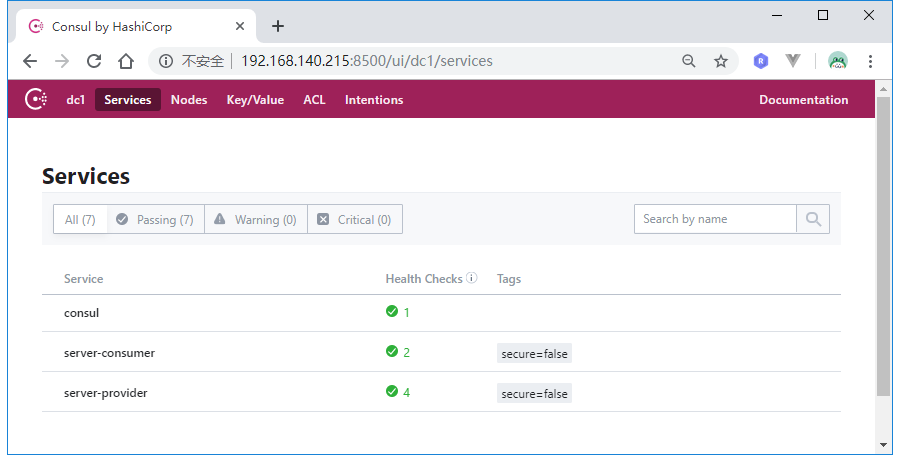 Consul by HashiCorp
不安全 192.168.140.215:8500/ui/dc1/services
dc1 Services Nodes Key/Value ACL Intentions Documentation
Services
All (7) Passing (7) Warning (0) Critical (0) Search by name
Service Health Checks Tags
consul 1
server-consumer 2 secure=false
server-provider 4 secure=false